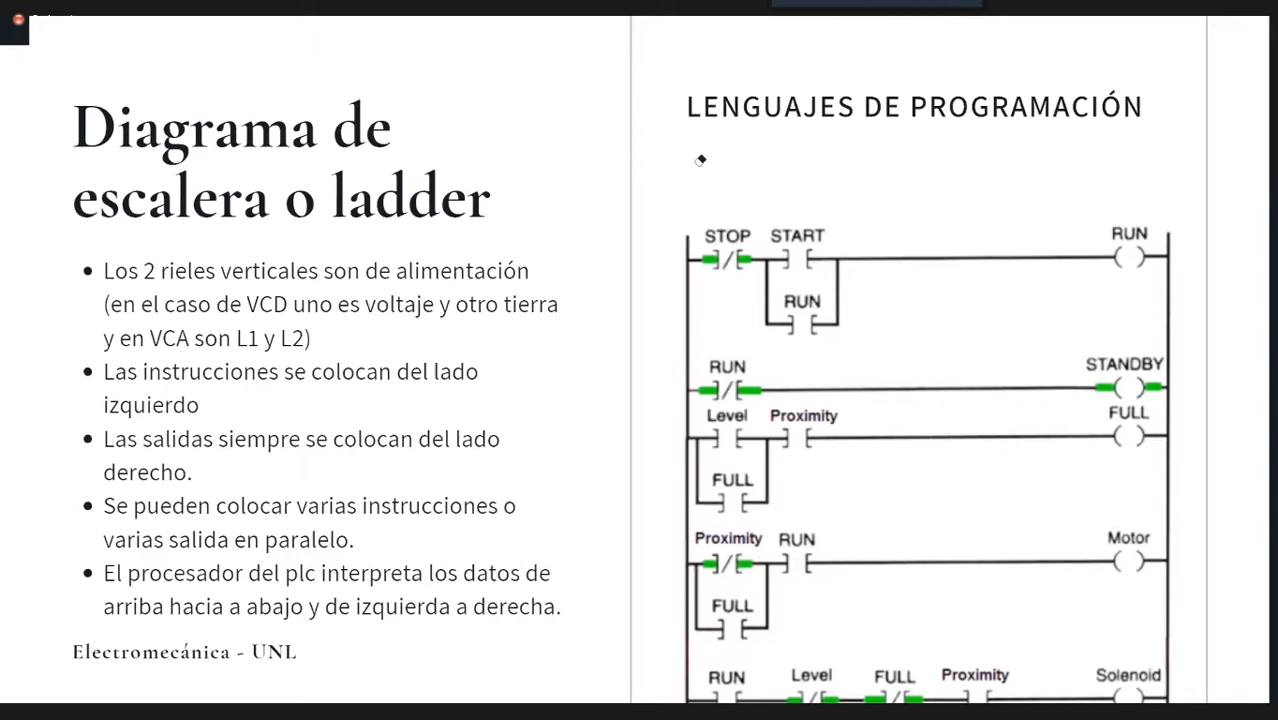 Diagrama de
escalera o ladder
Los 2 rieles verticales son de alimentación
(en el caso de VCD uno es voltaje y otro tierra
y en VCA son L1 y L2)
Las instrucciones se colocan del lado
izquierdo
Las salidas siempre se colocan del lado
derecho.
Se pueden colocar varias instrucciones o
varias salida en paralelo.
El procesador del plc interpreta los datos de
arriba hacia a abajo y de izquierda a derecha.
Electromecánica - UNL
LENGUAJES DE PROGRAMACIÓN
STOP START RUN
RUN
RUN STANDBY
Level Proximity FULL
FULL
Proximity RUN Motor
FULL
RUN Level FULL Proximity Solenoid